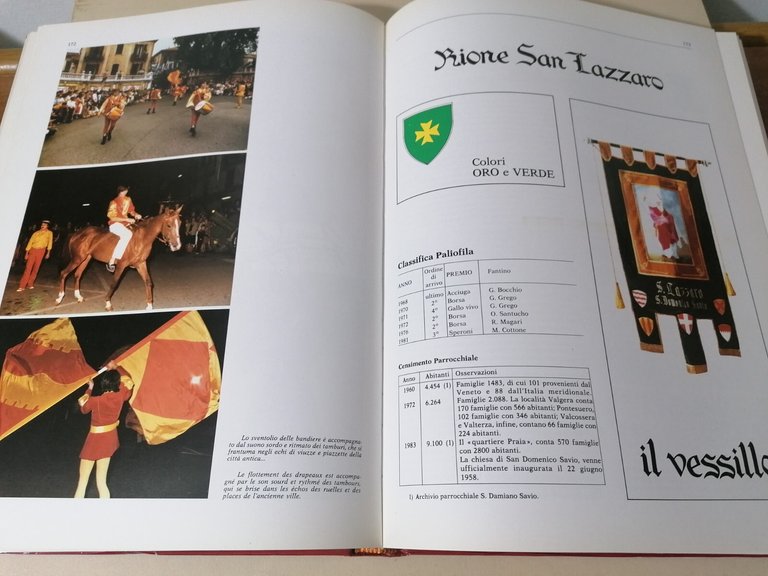 172
Lo sventolio delle bandiere è accompagna-
to dal suono sordo e ritmato dei tamburi, che si
frantuma negli echi di viuzze e piazzette della
città antica...
Le flottement des drapeaux est accompa-
gné par le son sourd et rythmé des tambours,
qui se brise dans les échos des ruelles et des
places de l'ancienne ville.
173
Rione San Lazzaro
Colori
ORO e VERDE
Classifica Paliofila
ANNO Ordine di arrivo PREMIO Fantino
1968 ultimo Acciuga G. Bocchio
1970 2° Borsa G. Grego
1971 4° Gallo vivo G. Grego
1972 2° Borsa O. Santucho
1976 2° Borsa R. Magari
1981 3° Speroni M. Cottone
Censimento Parrocchiale
Anno Abitanti Osservazioni
1960 4.454 (1) Famiglie 1483, di cui 101 provenienti dal
Veneto e 88 dall'Italia meridionale.
1972 6.264 Famiglie 2.088. La località Valgera conta
170 famiglie con 566 abitanti; Pontesuero,
102 famiglie con 346 abitanti; Valcossera
e Valterza, infine, contano 66 famiglie con
224 abitanti.
1983 9.100 (1) Il «quartiere Praia», conta 570 famiglie
con 2800 abitanti.
La chiesa di San Domenico Savio, venne
ufficialmente inaugurata il 22 giugno
1958.
1) Archivio parrocchiale S. Damiano Savio.
S. Lazzaro
S. Domenico Savio
il vessillo